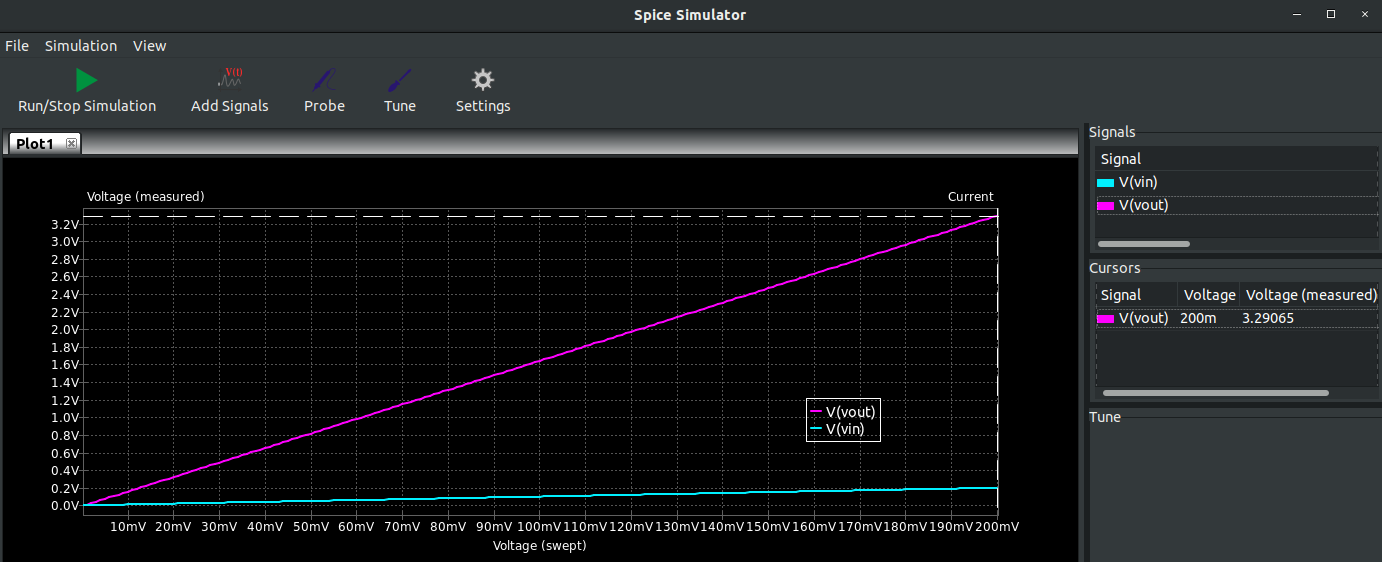 Spice Simulator
File Simulation View
V(t)
Run/Stop Simulation Add Signals Probe Tune Settings
Plot1
Voltage (measured) Current
3.2V
3.0V
2.8V
2.6V
2.4V
2.2V
2.0V
1.8V
1.6V
1.4V
1.2V
1.0V
0.8V
0.6V
0.4V
0.2V
0.0V
V(vout)
V(vin)
10mV 20mV 30mV 40mV 50mV 60mV 70mV 80mV 90mV 100mV 110mV 120mV 130mV 140mV 150mV 160mV 170mV 180mV 190mV 200mV
Voltage (swept)
Signals
Signal
V(vin)
V(vout)
Cursors
Signal Voltage Voltage (measured)
V(vout) 200m 3.29065
Tune